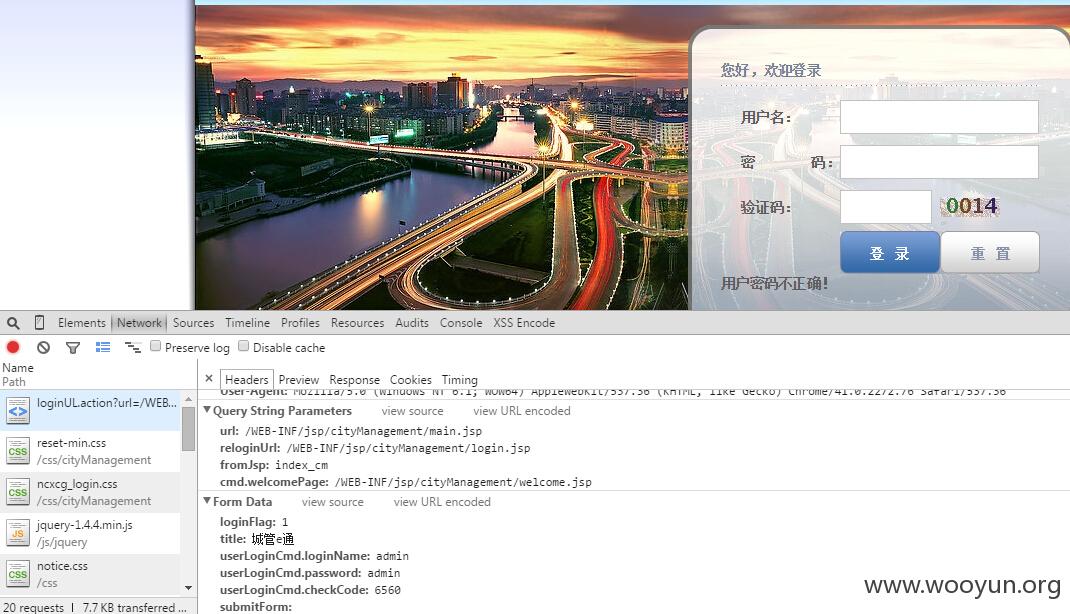 您好，欢迎登录
用户名：
密 码：
验证码： 0014
登 录 重 置
用户密码不正确！
Elements Network Sources Timeline Profiles Resources Audits Console XSS Encode
Preserve log Disable cache
Name
Path
× Headers Preview Response Cookies Timing
User-Agent: Mozilla/5.0 (Windows NT 6.1; WOW64) AppleWebKit/537.36 (KHTML, like Gecko) Chrome/41.0.2272.76 Safari/537.36
loginUL.action?url=/WEB...
reset-min.css
/css/cityManagement
ncxcg_login.css
/css/cityManagement
jquery-1.4.4.min.js
/js/jquery
notice.css
/css
20 requests | 7.7 KB transferred ...
Query String Parameters view source view URL encoded
url: /WEB-INF/jsp/cityManagement/main.jsp
reloginUrl: /WEB-INF/jsp/cityManagement/login.jsp
fromJsp: index_cm
cmd.welcomePage: /WEB-INF/jsp/cityManagement/welcome.jsp
Form Data view source view URL encoded
loginFlag: 1
title: 城管e通
userLoginCmd.loginName: admin
userLoginCmd.password: admin
userLoginCmd.checkCode: 6560
submitForm:
www.wooyun.org